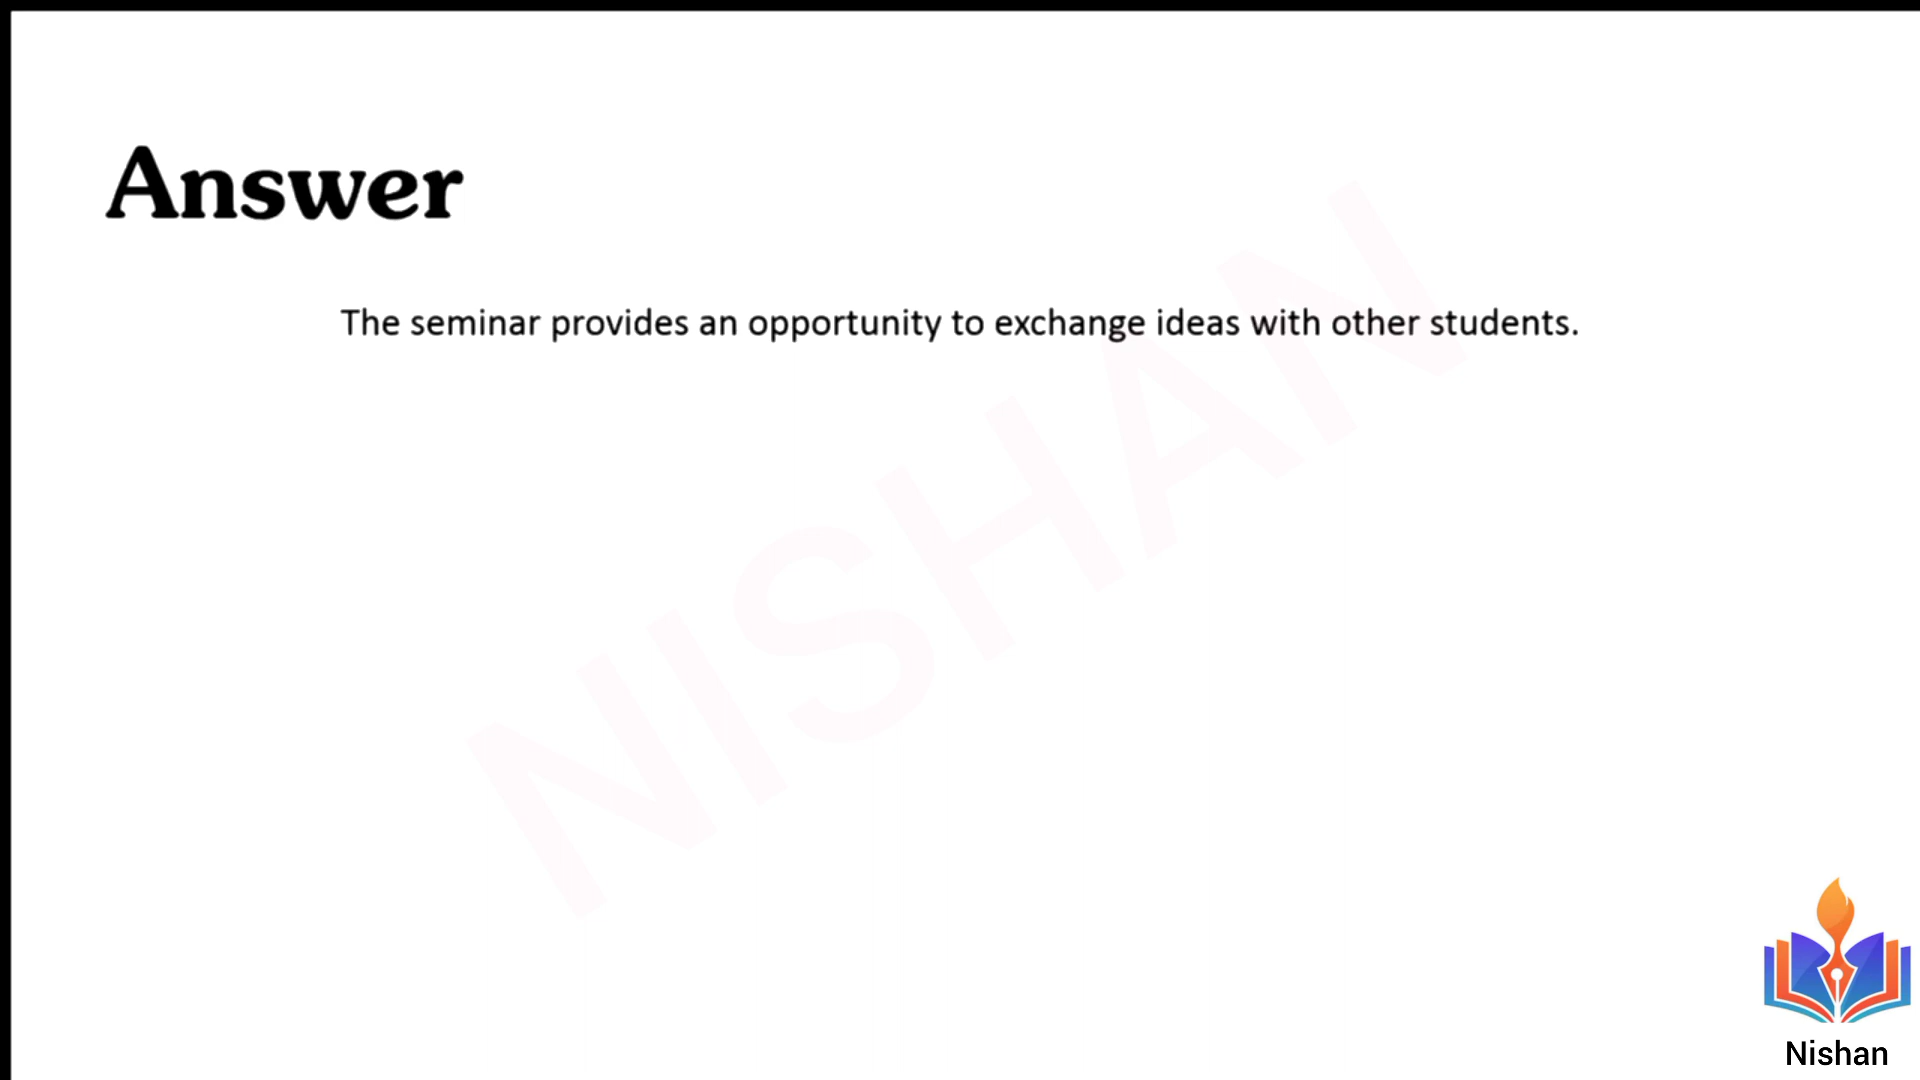 Answer
The seminar provides an opportunity to exchange ideas with other students.
NISHAN
Nishan